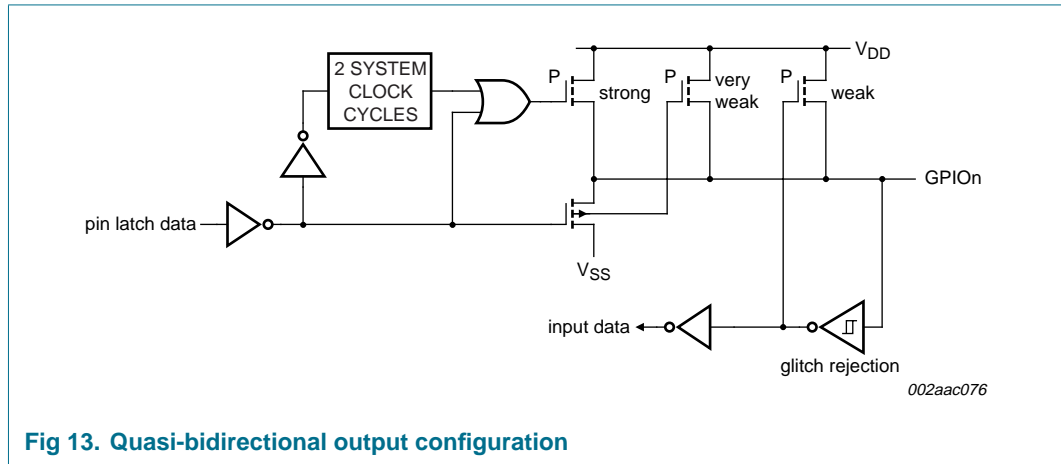 2 SYSTEM
CLOCK
CYCLES
P
strong
P
very
weak
P
weak
VDD
GPIOn
pin latch data
VSS
input data
glitch rejection
002aac076
Fig 13. Quasi-bidirectional output configuration